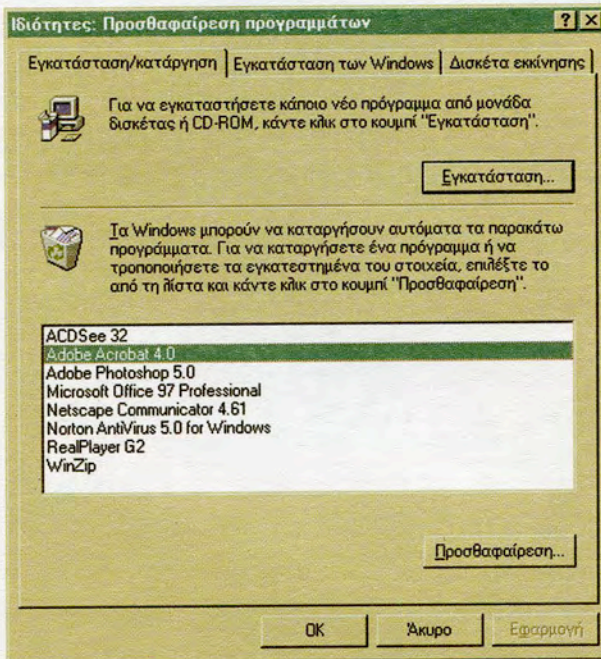 Ιδιότητες: Προσθαφαίρεση προγραμμάτων
Εγκατάσταση/κατάργηση
Εγκατάσταση των Windows
Δισκέτα εκκίνησης
Για να εγκαταστήσετε κάποιο νέο πρόγραμμα από μονάδα
δισκέτας ή CD-ROM, κάντε κλικ στο κουμπί "Εγκατάσταση".
Εγκατάσταση...
Τα Windows μπορούν να καταργήσουν αυτόματα τα παρακάτω
προγράμματα. Για να καταργήσετε ένα πρόγραμμα ή να
τροποποιήσετε τα εγκατεστημένα του στοιχεία, επιλέξτε το
από τη λίστα και κάντε κλικ στο κουμπί "Προσθαφαίρεση".
ACDSee 32
Adobe Acrobat 4.0
Adobe Photoshop 5.0
Microsoft Office 97 Professional
Netscape Communicator 4.61
Norton AntiVirus 5.0 for Windows
RealPlayer G2
WinZip
Προσθαφαίρεση...
OK
Άκυρο
Εφαρμογή